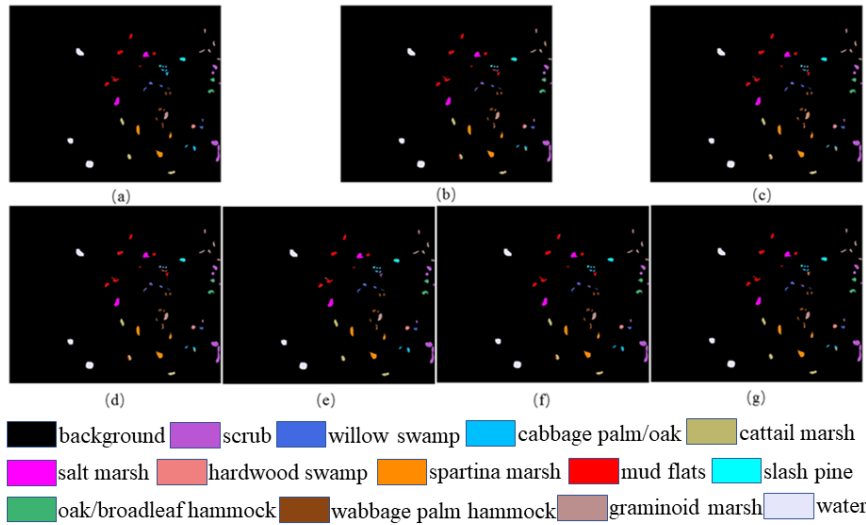 (a) (b) (c)
(d) (e) (f) (g)
background scrub willow swamp cabbage palm/oak cattail marsh
salt marsh hardwood swamp spartina marsh mud flats slash pine
oak/broadleaf hammock wabbage palm hammock graminoid marsh water